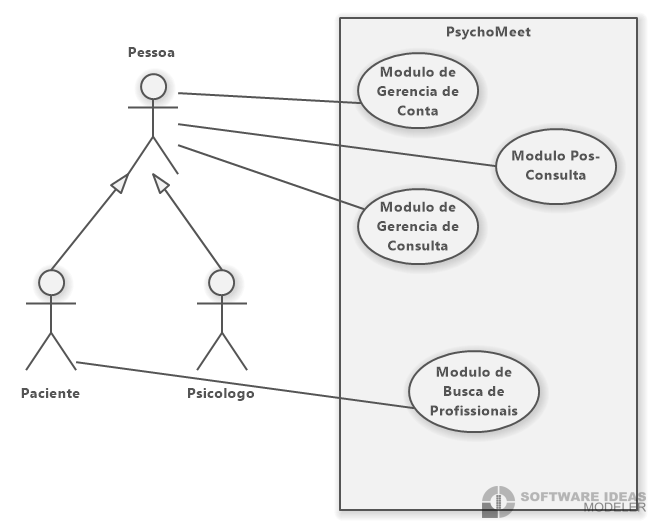 PsychoMeet
Pessoa
Modulo de
Gerencia de
Conta
Modulo Pos-
Consulta
Modulo de
Gerencia de
Consulta
Paciente
Psicologo
Modulo de
Busca de
Profissionais
SOFTWARE IDEAS
MODELER